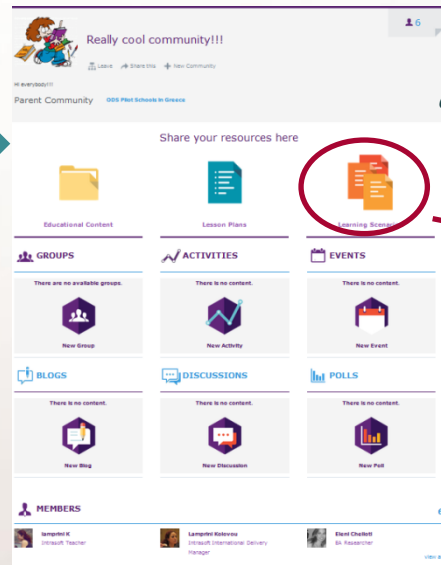 6
Really cool community!!!
Leave Share this New Community
Hi everybody!!!
Parent Community ODS Pilot Schools in Greece
Share your resources here
Educational Content Lesson Plans Learning Scenarios
GROUPS ACTIVITIES EVENTS
There are no available groups. There is no content. There is no content.
New Group New Activity New Event
BLOGS DISCUSSIONS POLLS
There is no content. There is no content. There is no content.
New Blog New Discussion New Poll
MEMBERS
lamprini K Lamprini Kolovou Eleni Chelioti
Intrasoft Teacher Intrasoft International Delivery Manager EA Researcher